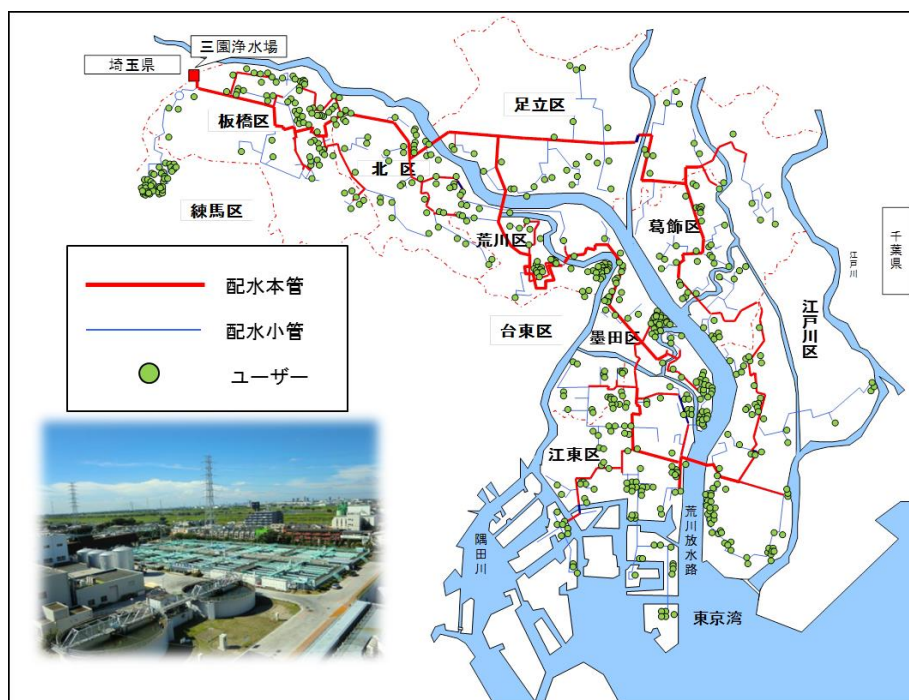 三園浄水場
埼玉県
足立区
板橋区
北区
練馬区
葛飾区
千葉県
荒川区
江戸川
配水本管
江戸川区
配水小管
台東区
墨田区
ユーザー
江東区
荒川放水路
隅田川
東京湾